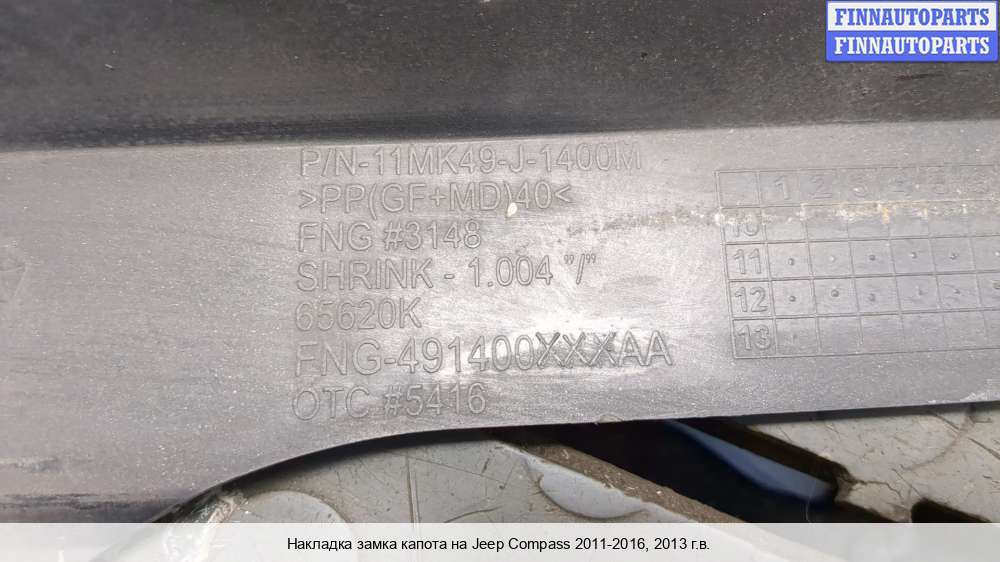 FINNAUTOPARTS
FINNAUTOPARTS
P/N-11MK49-J-1400M
>PP(GF+MD)40<
FNG #3148
SHRINK - 1.004 "/"
65620K
FNG-491400XXXAA
OTC #5416
1 2 3 4 5
10
11
12
13
Накладка замка капота на Jeep Compass 2011-2016, 2013 г.в.